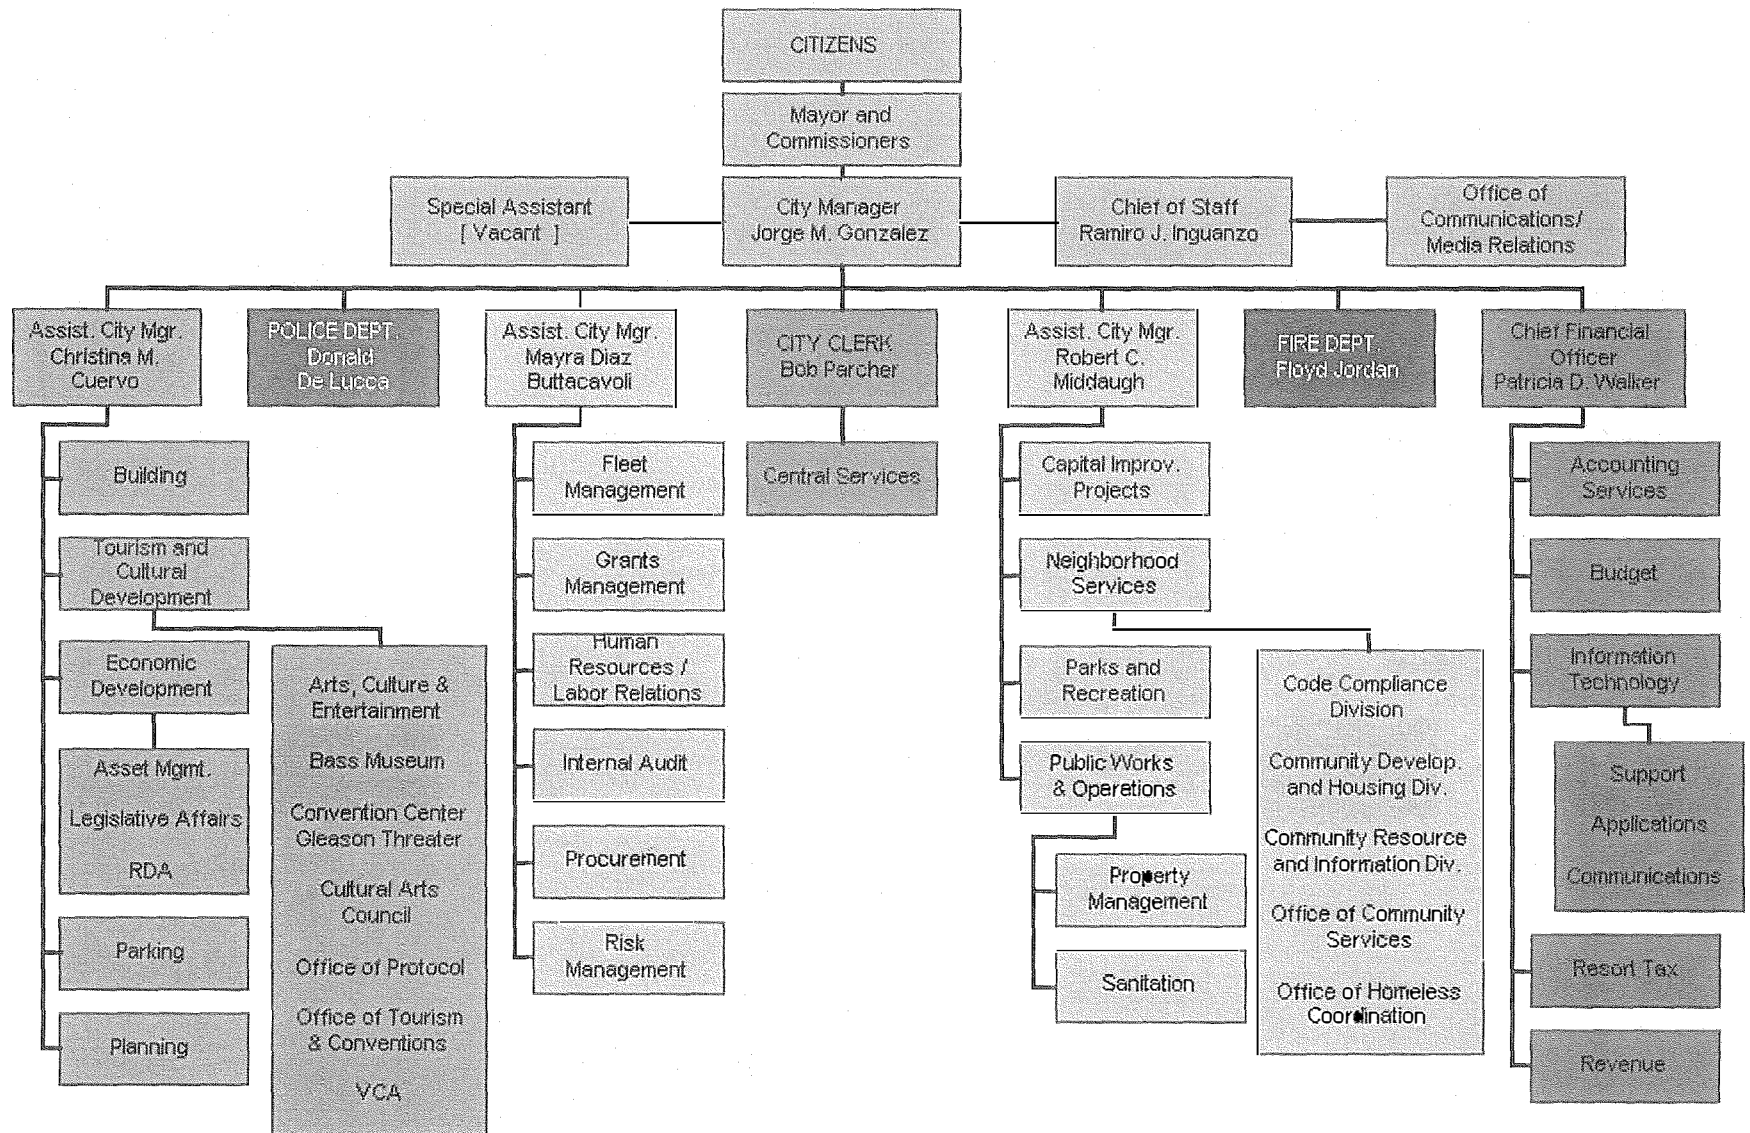 CITIZENS
Mayor and
Commissioners
Special Assistant
[ Vacant ]
City Manager
Jorge M. Gonzalez
Chief of Staff
Ramiro J. Inguanzo
Office of
Communications/
Media Relations
Assist. City Mgr.
Christina M.
Cuervo
POLICE DEPT.
Donald
De Lucca
Assist. City Mgr.
Mayra Diaz
Buttacavoli
CITY CLERK
Bob Parcher
Assist. City Mgr.
Robert C.
Middaugh
FIRE DEPT.
Floyd Jordan
Chief Financial
Officer
Patricia D. Walker
Building
Tourism and
Cultural
Development
Economic
Development
Asset Mgmt.
Legislative Affairs
RDA
Parking
Planning
Arts, Culture &
Entertainment
Bass Museum
Convention Center
Gleason Threater
Cultural Arts
Council
Office of Protocol
Office of Tourism
& Conventions
VCA
Fleet
Management
Grants
Management
Human
Resources /
Labor Relations
Internal Audit
Procurement
Risk
Management
Central Services
Capital Improv.
Projects
Neighborhood
Services
Parks and
Recreation
Public Works
& Operations
Property
Management
Sanitation
Code Compliance
Division
Community Develop.
and Housing Div.
Community Resource
and Information Div.
Office of Community
Services
Office of Homeless
Coordination
Accounting
Services
Budget
Information
Technology
Support
Applications
Communications
Resort Tax
Revenue